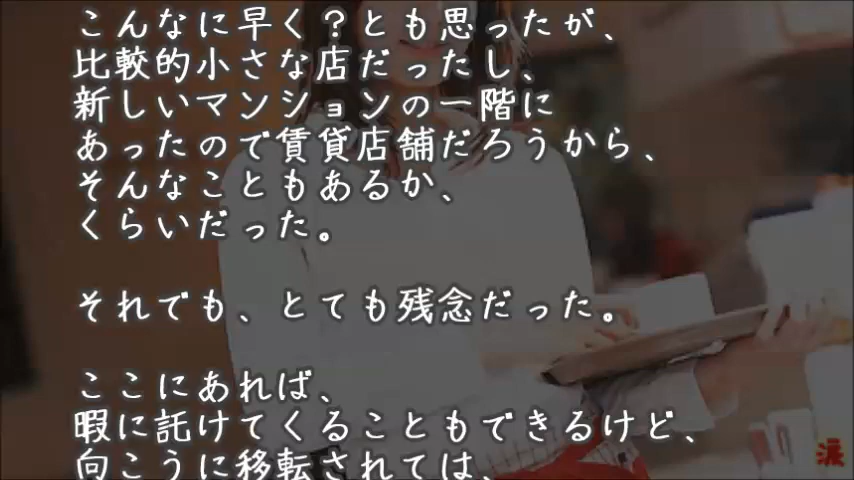 こんなに早く？とも思ったが、
比較的小さな店だったし、
新しいマンションの一階に
あったので賃貸店舗だろうから、
そんなこともあるか、
くらいだった。
それでも、とても残念だった。
ここにあれば、
暇に託けてくることもできるけど、
向こうに移転されては、
涙